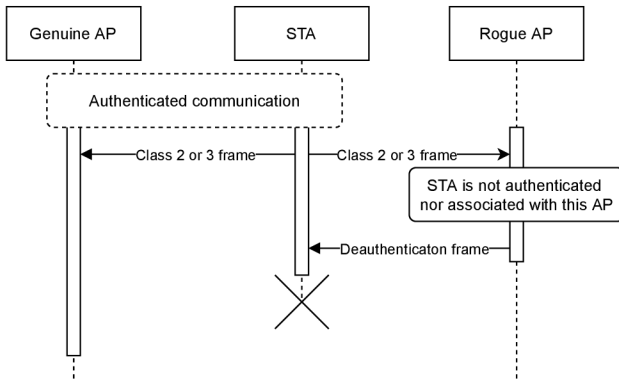 Genuine AP
STA
Rogue AP
Authenticated communication
Class 2 or 3 frame
Class 2 or 3 frame
STA is not authenticated
nor associated with this AP
Deauthenticaton frame